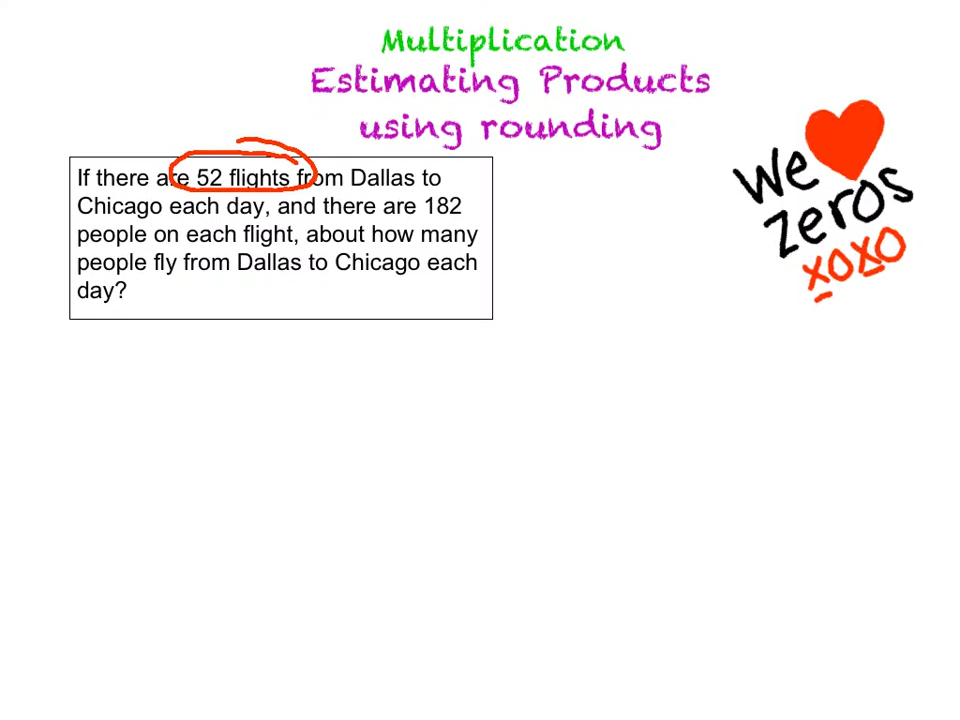 Multiplication
Estimating Products
using rounding
If there are 52 flights from Dallas to
Chicago each day, and there are 182
people on each flight, about how many
people fly from Dallas to Chicago each
day?
We
zeros
xoxo